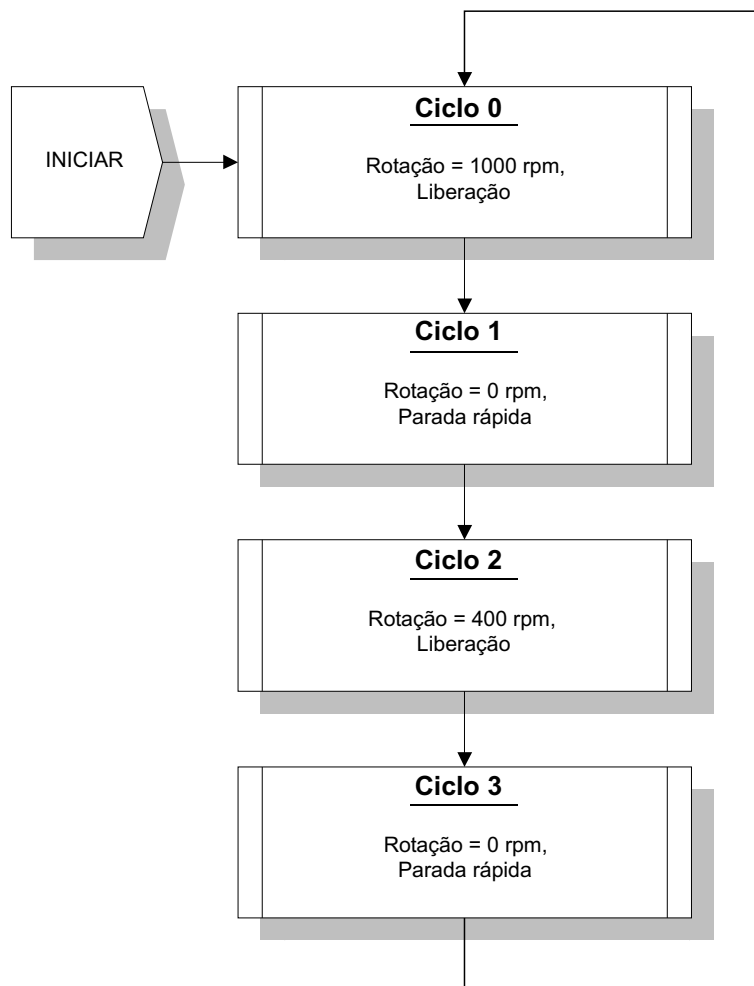 INICIAR
Ciclo 0
Rotação = 1000 rpm,
Liberação
Ciclo 1
Rotação = 0 rpm,
Parada rápida
Ciclo 2
Rotação = 400 rpm,
Liberação
Ciclo 3
Rotação = 0 rpm,
Parada rápida